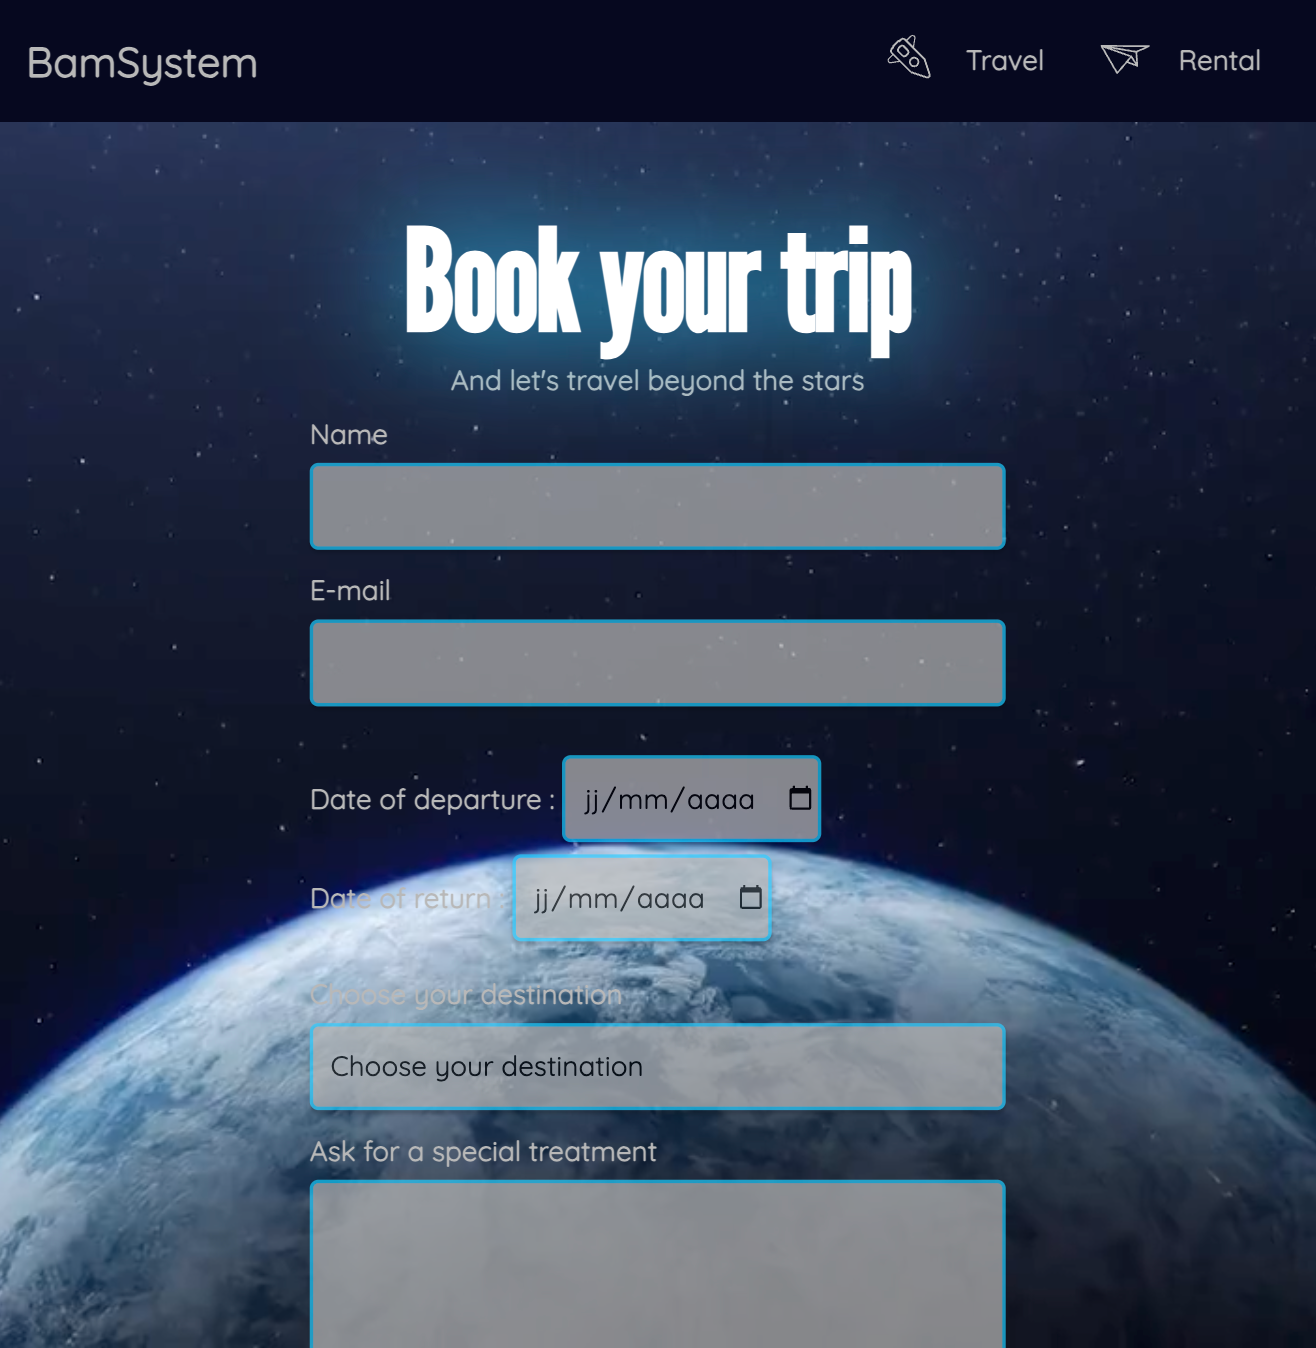 BamSystem
Travel
Rental
Book your trip
And let's travel beyond the stars
Name
E-mail
Date of departure : jj/mm/aaaa
Date of return : jj/mm/aaaa
Choose your destination
Choose your destination
Ask for a special treatment